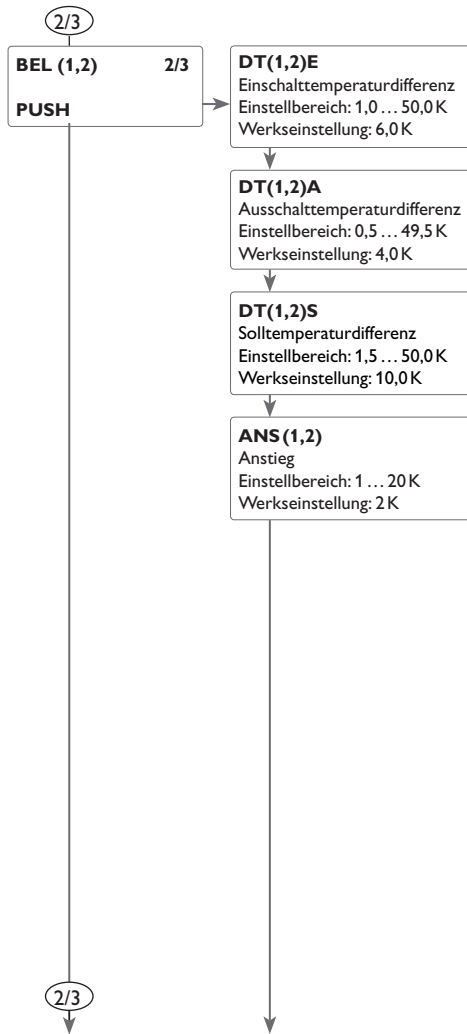 2/3
BEL (1,2) 2/3
PUSH
DT(1,2)E
Einschalttemperaturdifferenz
Einstellbereich: 1,0 … 50,0 K
Werkseinstellung: 6,0 K
DT(1,2)A
Ausschalttemperaturdifferenz
Einstellbereich: 0,5 … 49,5 K
Werkseinstellung: 4,0 K
DT(1,2)S
Solltemperaturdifferenz
Einstellbereich: 1,5 … 50,0 K
Werkseinstellung: 10,0 K
ANS (1,2)
Anstieg
Einstellbereich: 1 … 20 K
Werkseinstellung: 2 K
2/3